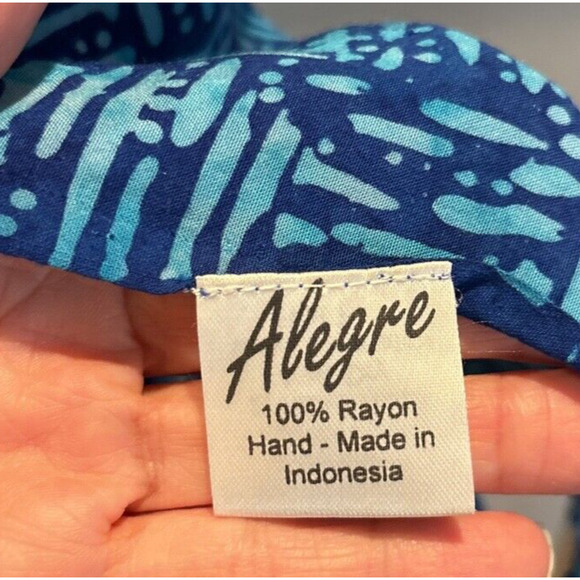 Alegre
100% Rayon
Hand - Made in
Indonesia